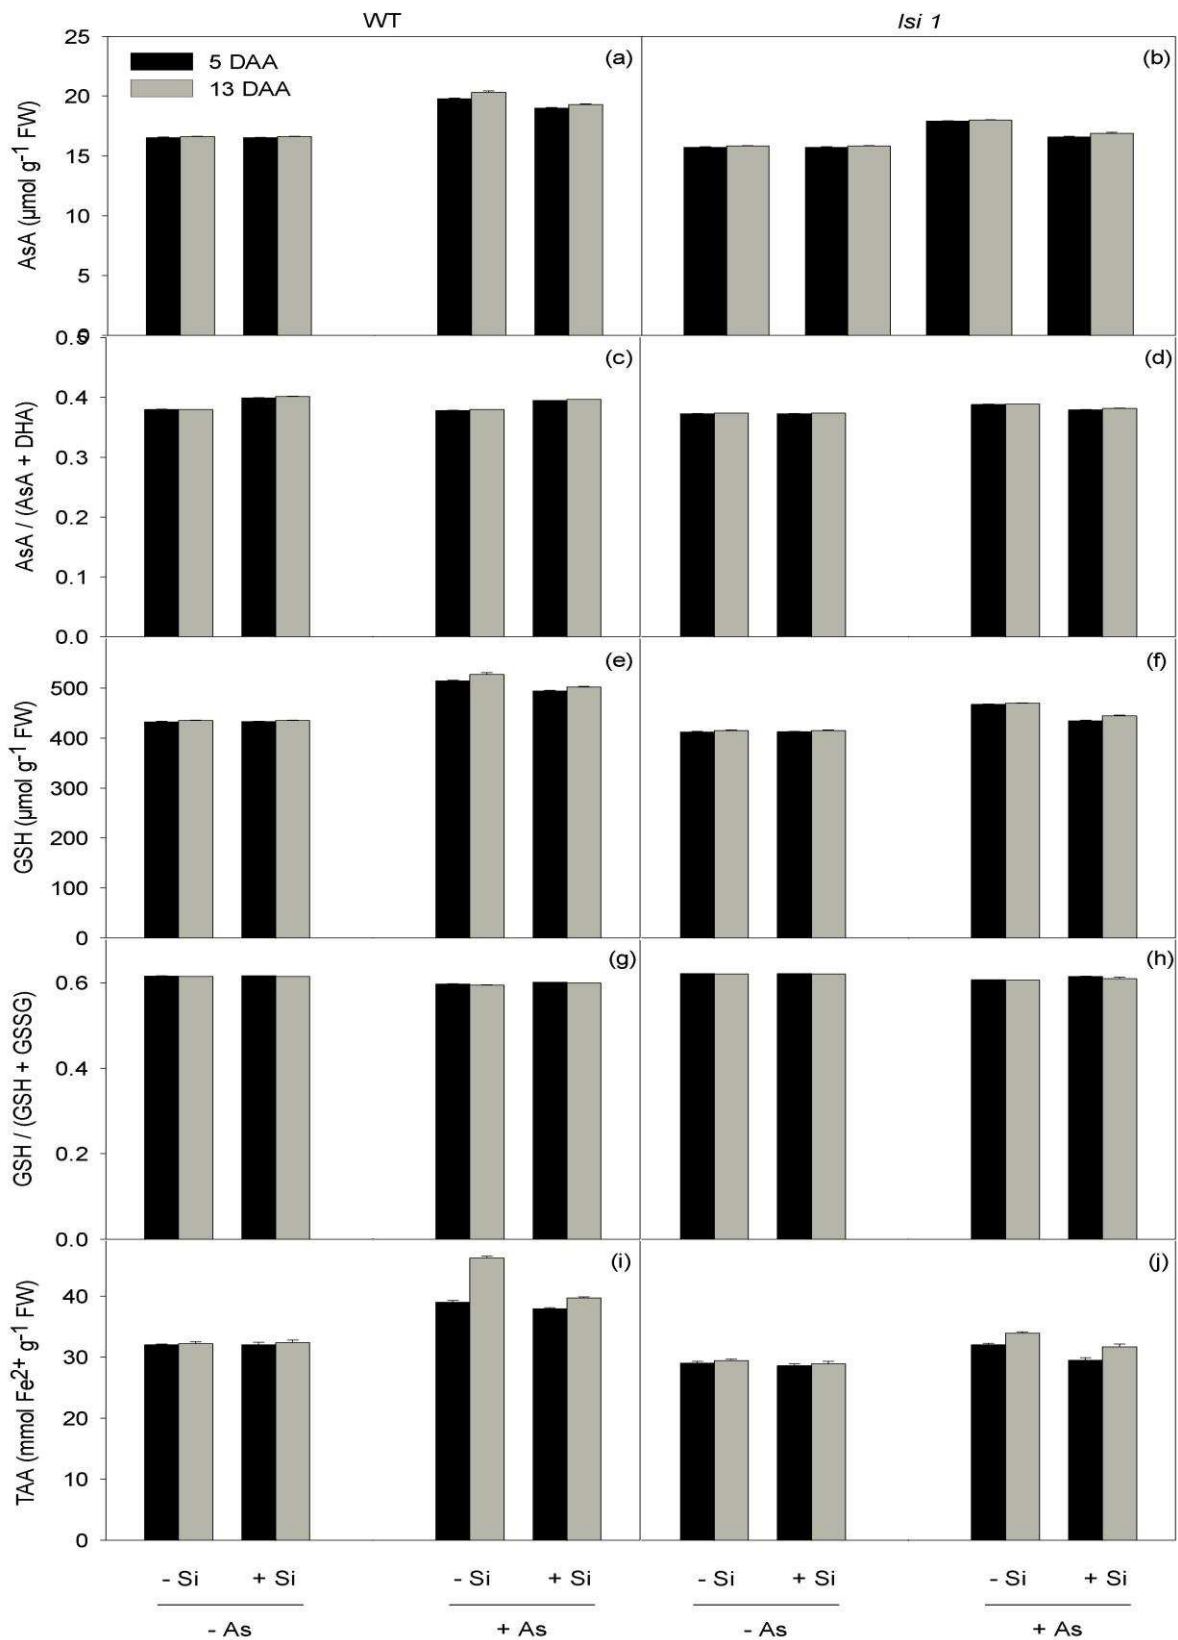 WT
lsi 1
25
20
15
10
5
0
AsA (µmol g⁻¹ FW)
5 DAA
13 DAA
(a)
(b)
0.5
0.4
0.3
0.2
0.1
0.0
AsA / (AsA + DHA)
(c)
(d)
500
400
300
200
100
0
GSH (µmol g⁻¹ FW)
(e)
(f)
0.6
0.4
0.2
0.0
GSH / (GSH + GSSG)
(g)
(h)
40
30
20
10
0
TAA (mmol Fe²⁺ g⁻¹ FW)
(i)
(j)
- Si + Si - Si + Si - Si + Si - Si + Si
- As + As - As + As